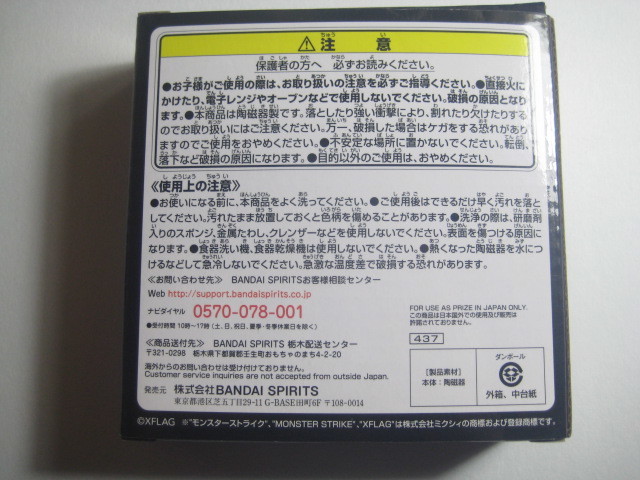 ⚠注 意
保護者の方へ 必ずお読みください。
●お子様がご使用の際は、お取り扱いの注意を必ずご指導ください。●直接火に
かけたり、電子レンジやオーブンなどで使用しないでください。破損の原因となり
ます。●本商品は陶磁器製です。落としたり強い衝撃により、割れたり欠けたりする
のでお取り扱いにはご注意ください。万一、破損した場合はケガをする恐れがあり
ますのでご使用をおやめください。●不安定な場所に置かないでください。転倒、
落下など破損の原因になります。●目的以外のご使用は、おやめください。
《使用上の注意》
●お使いになる前に、本商品をよく洗ってください。●ご使用後はできるだけ早く汚れを落と
してください。汚れたまま放置しておくと色柄を傷めることがあります。●洗浄の際は、研磨剤
入りのスポンジ、金属たわし、クレンザーなどを使用しないでください。表面を傷つける原因に
なります。●食器洗い機、食器乾燥機は使用しないでください。●熱くなった陶磁器を水に
つけるなどして急冷しないでください。急激な温度差で破損する恐れがあります。
≪お問い合わせ先≫ BANDAI SPIRITSお客様相談センター
Web http://support.bandaispirits.co.jp
ナビダイヤル 0570-078-001
●受付時間 10時〜17時（土、日、祝日、夏季・冬季休業日を除く）
≪商品送付先≫ BANDAI SPIRITS 栃木配送センター
〒321-0298 栃木県下都賀郡壬生町おもちゃのまち4-2-20
海外からのお問い合わせは受け付けておりません。
Customer service inquiries are not accepted from outside Japan.
発売元 株式会社BANDAI SPIRITS
東京都港区芝五丁目29-11 G-BASE田町6F 〒108-0014
FOR USE AS PRIZE IN JAPAN ONLY.
この商品は日本国外での使用及び販売は
許諾されておりません。
437
【製品素材】
本体：陶磁器
ダンボール
外箱、中台紙
©XFLAG ※"モンスターストライク"、"MONSTER STRIKE"、"XFLAG"は株式会社ミクシィの商標および登録商標です。